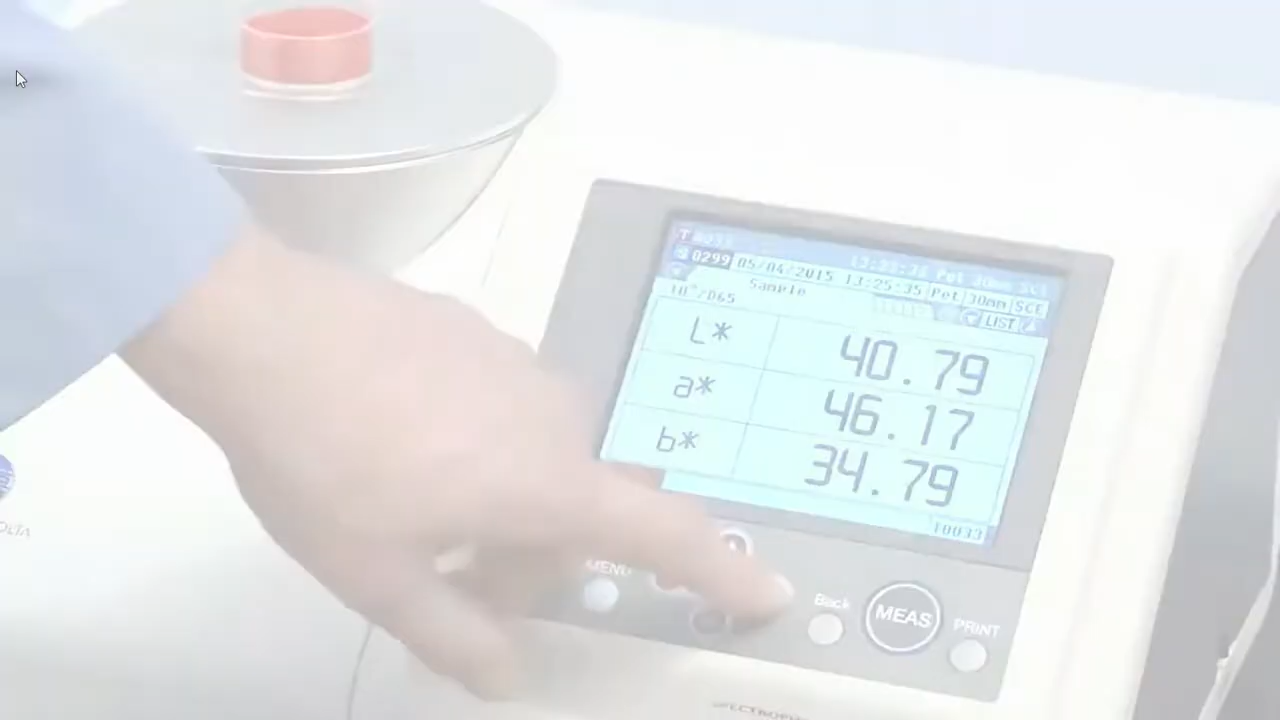 0299 05/04/2015 13:25:35 Pet 30mm SCE
Sample
10°/D65
LIST
L* 40.79
a* 46.17
b* 34.79
MENU
Back
MEAS
PRINT